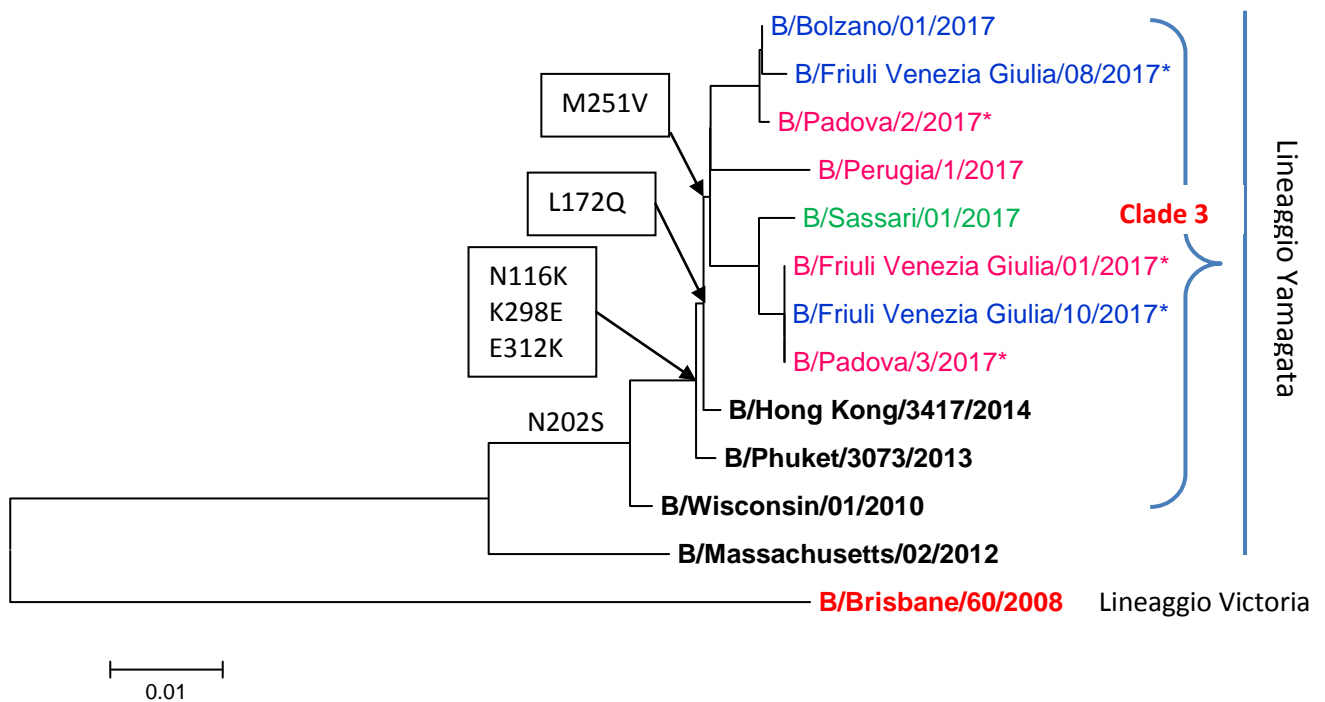 B/Bolzano/01/2017
B/Friuli Venezia Giulia/08/2017*
M251V
B/Padova/2/2017*
B/Perugia/1/2017
L172Q
B/Sassari/01/2017
Clade 3
Lineaggio Yamagata
N116K
K298E
E312K
B/Friuli Venezia Giulia/01/2017*
B/Friuli Venezia Giulia/10/2017*
B/Padova/3/2017*
B/Hong Kong/3417/2014
N202S
B/Phuket/3073/2013
B/Wisconsin/01/2010
B/Massachusetts/02/2012
B/Brisbane/60/2008 Lineaggio Victoria
0.01